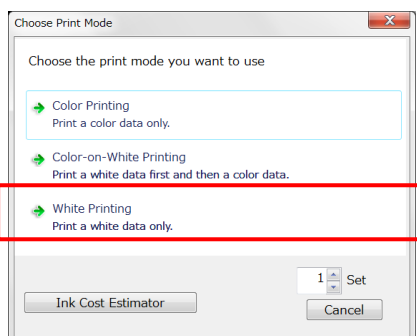 Choose Print Mode
Choose the print mode you want to use
Color Printing
Print a color data only.
Color-on-White Printing
Print a white data first and then a color data.
White Printing
Print a white data only.
1 Set
Ink Cost Estimator
Cancel